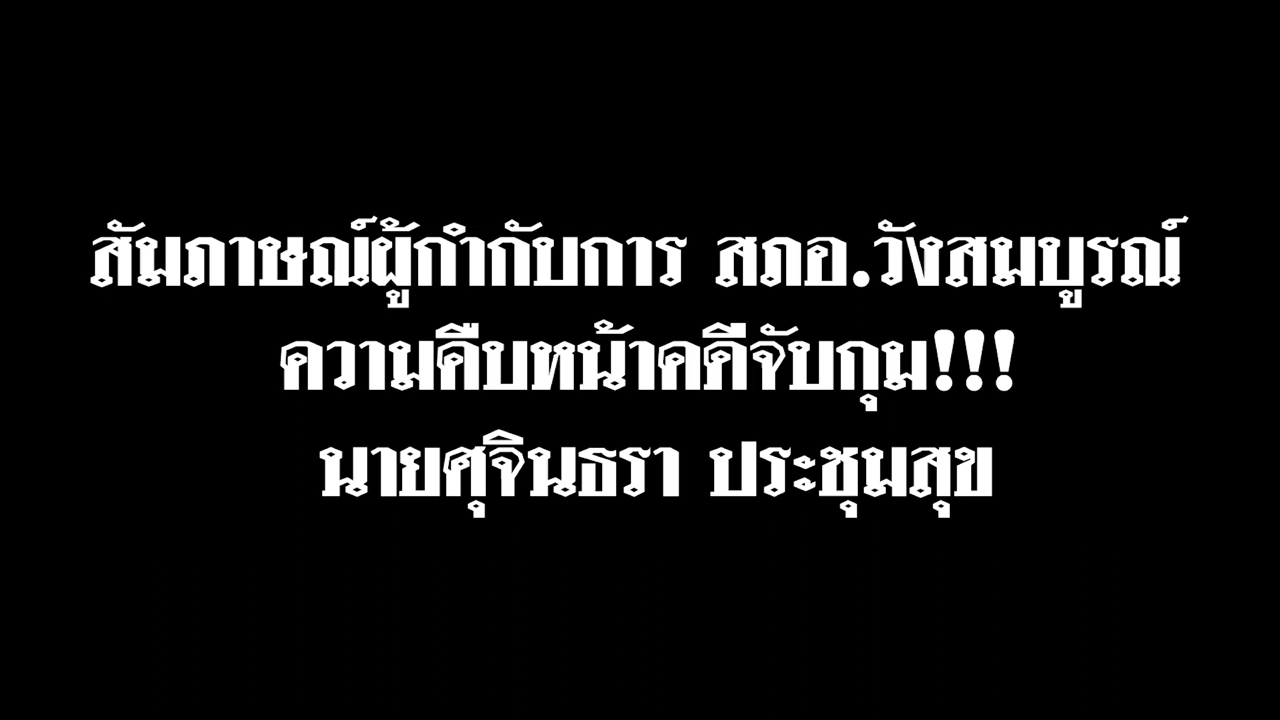 สัมภาษณ์ผู้กำกับการ สภอ.วังสมบูรณ์
ความคืบหน้าคดีจับกุม!!!
นายศุจินธรา ประชุมสุข